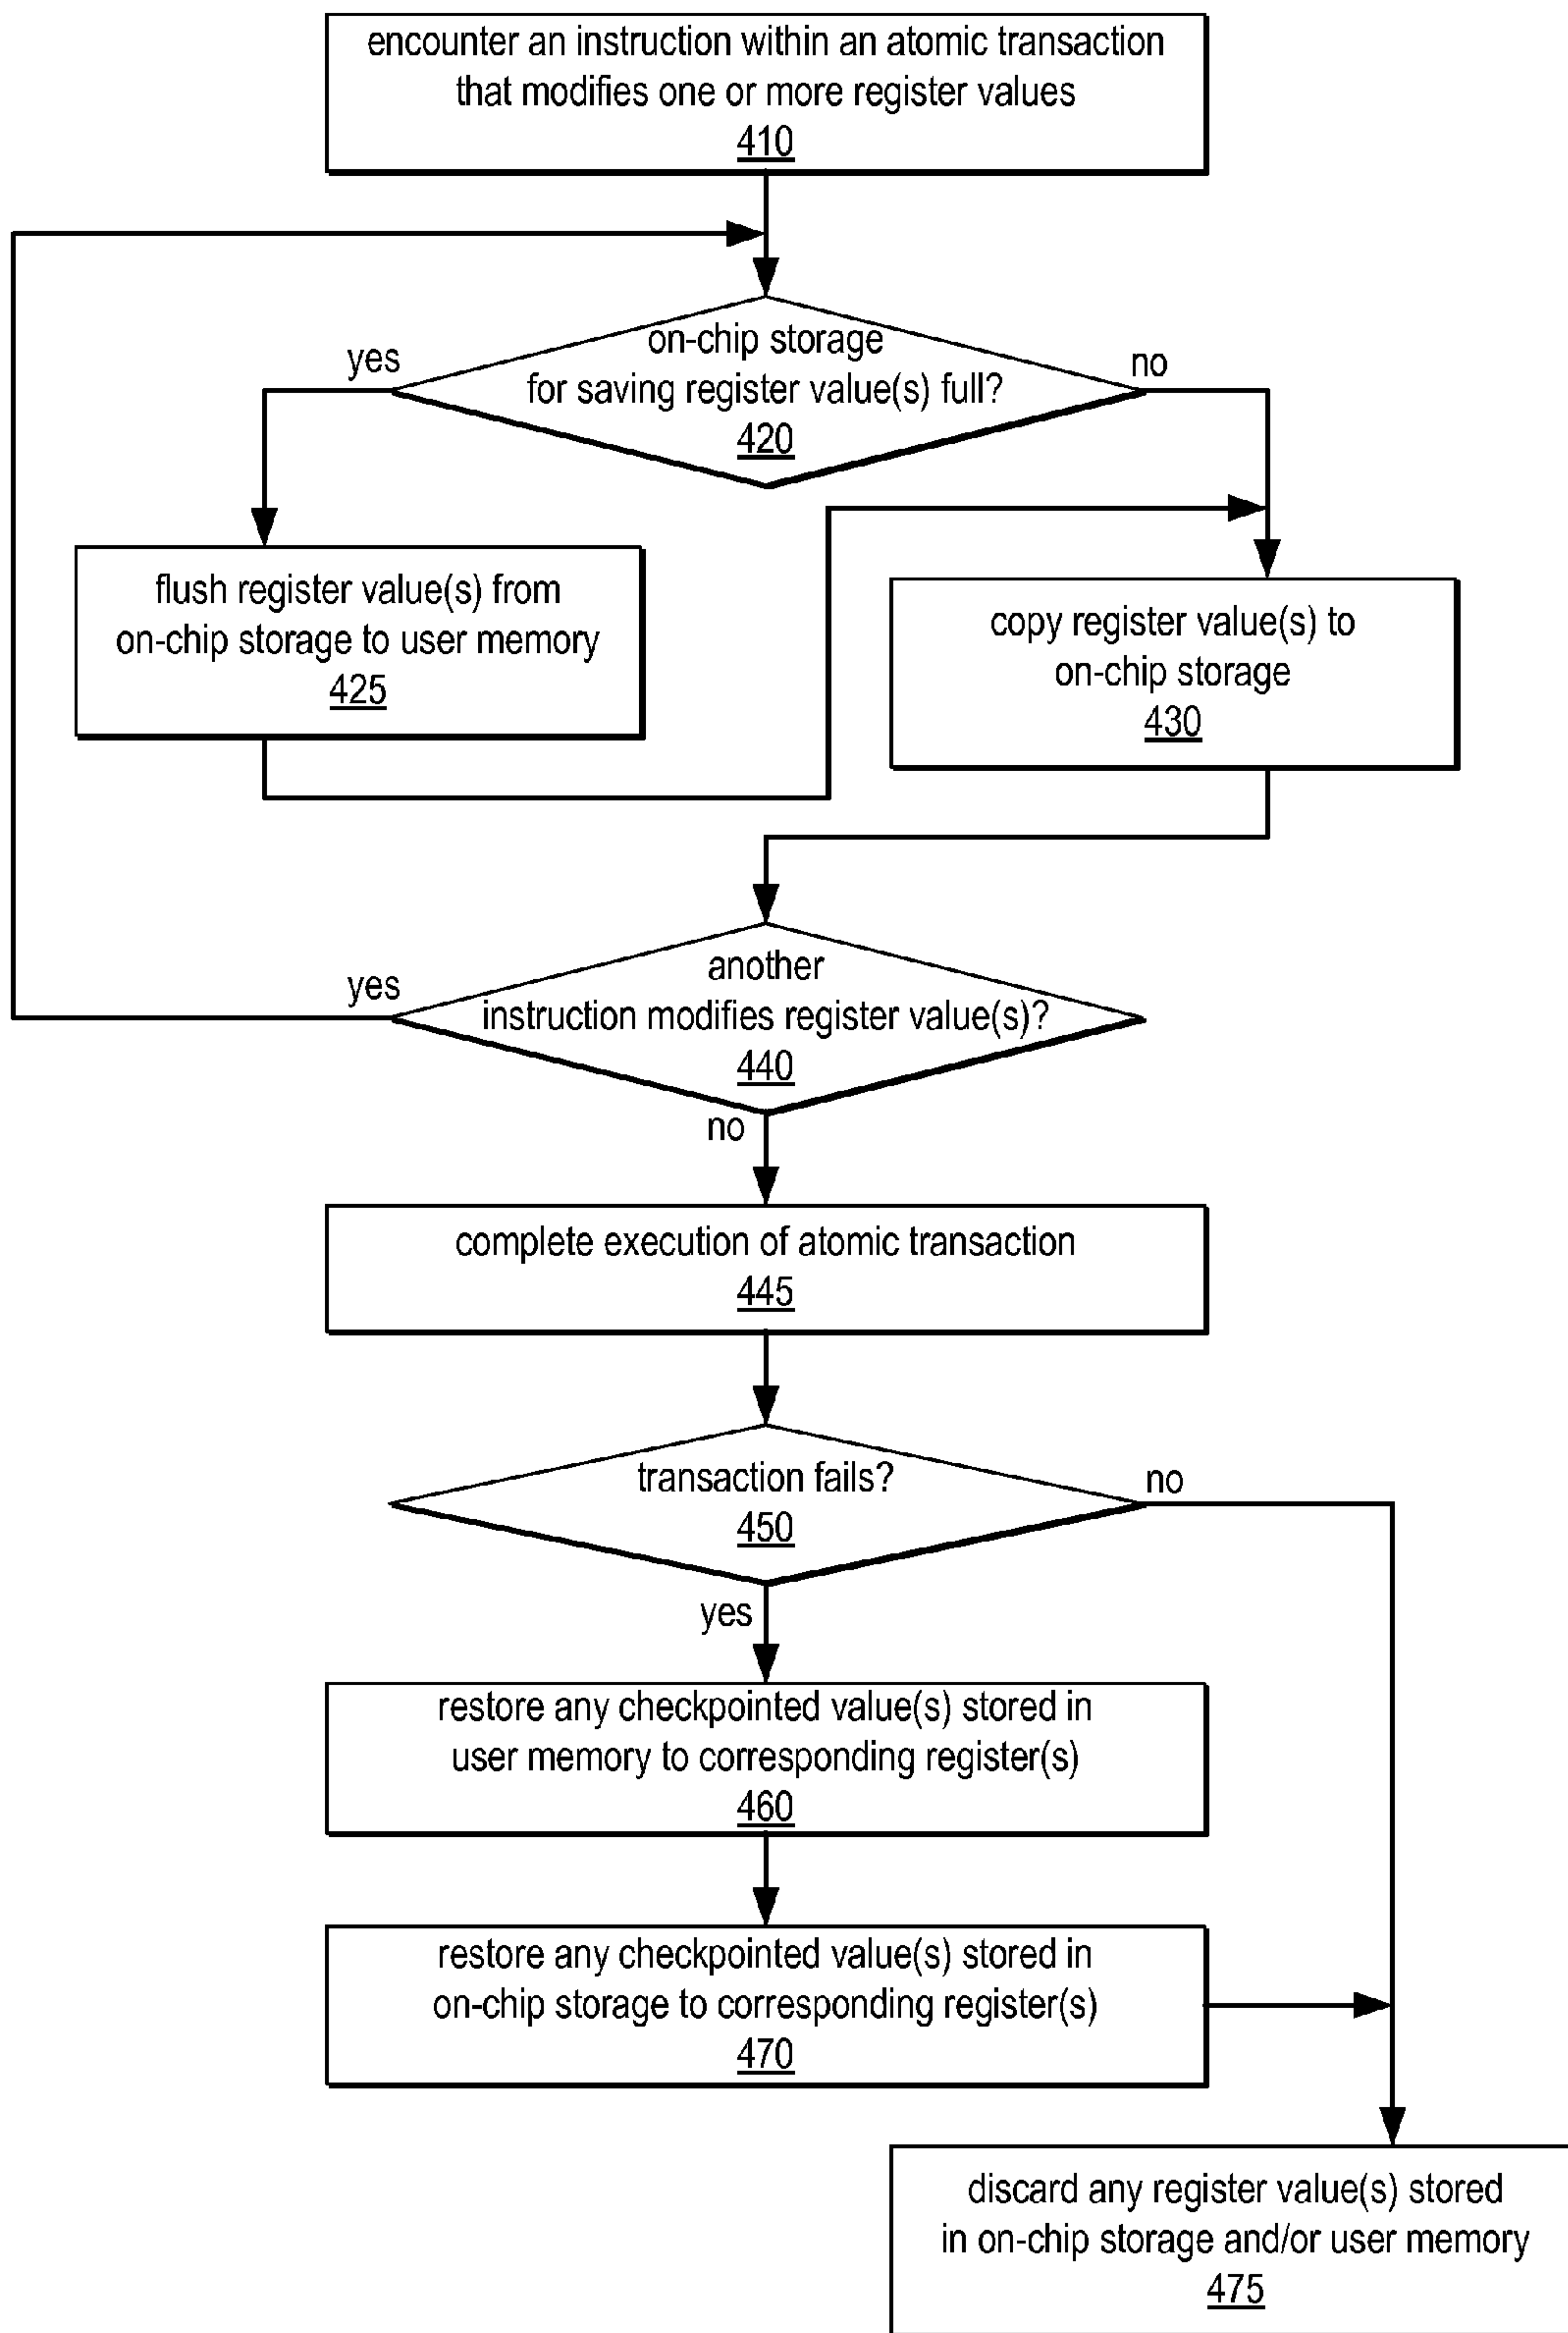 encounter an instruction within an atomic transaction
that modifies one or more register values
410
on-chip storage
for saving register value(s) full?
420
yes
no
flush register value(s) from
on-chip storage to user memory
425
copy register value(s) to
on-chip storage
430
another
instruction modifies register value(s)?
440
yes
no
complete execution of atomic transaction
445
transaction fails?
450
no
yes
restore any checkpointed value(s) stored in
user memory to corresponding register(s)
460
restore any checkpointed value(s) stored in
on-chip storage to corresponding register(s)
470
discard any register value(s) stored
in on-chip storage and/or user memory
475